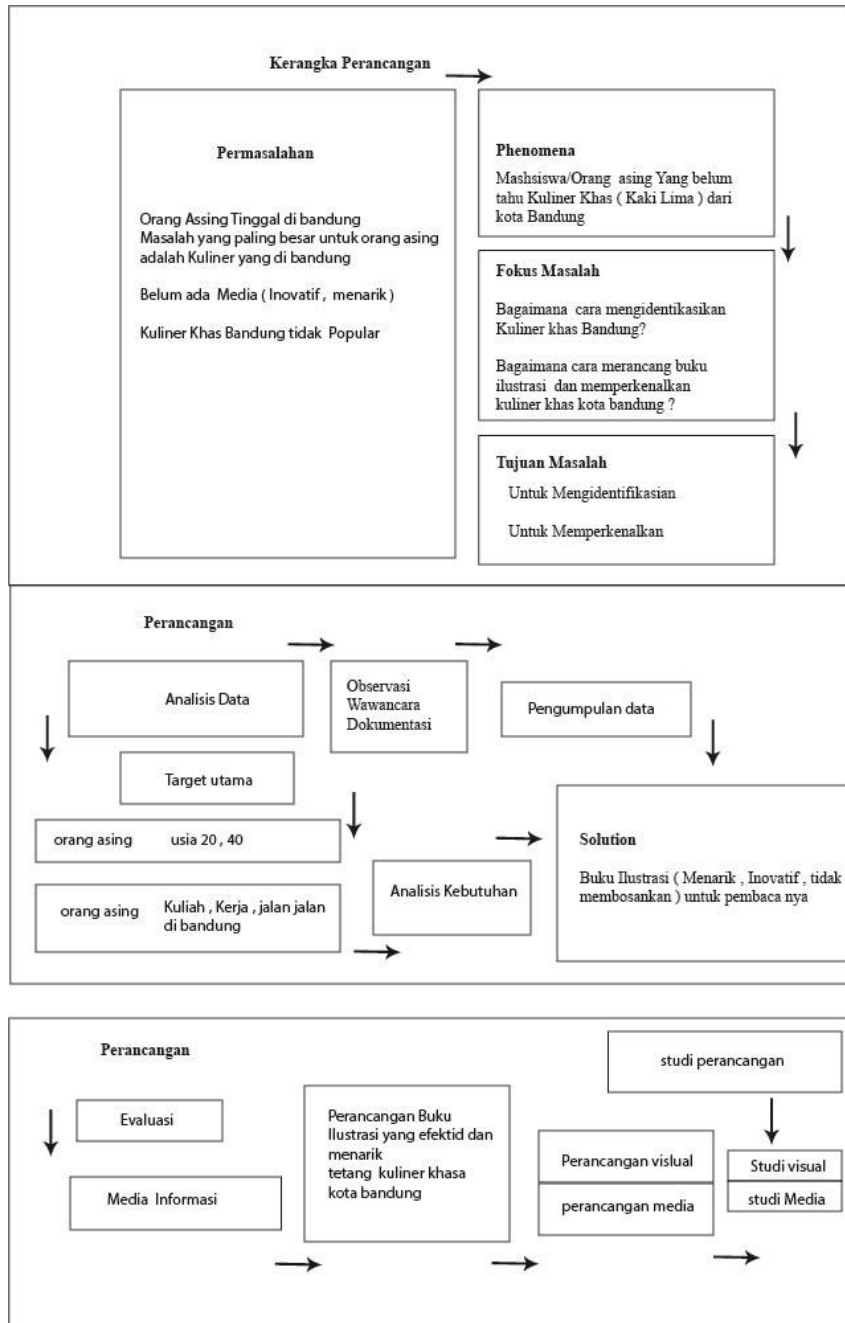 Kerangka Perancangan
Permasalahan
Orang Assing Tinggal di bandung
Masalah yang paling besar untuk orang asing
adalah Kuliner yang di bandung
Belum ada Media ( Inovatif , menarik )
Kuliner Khas Bandung tidak Popular
Phenomena
Mashsiswa/Orang asing Yang belum
tahu Kuliner Khas ( Kaki Lima ) dari
kota Bandung
Fokus Masalah
Bagaimana cara mengidentikasikan
Kuliner khas Bandung?
Bagaimana cara merancang buku
ilustrasi dan memperkenalkan
kuliner khas kota bandung ?
Tujuan Masalah
Untuk Mengidentifikasian
Untuk Memperkenalkan
Perancangan
Analisis Data
Observasi
Wawancara
Dokumentasi
Pengumpulan data
Target utama
orang asing usia 20 , 40
orang asing Kuliah , Kerja , jalan jalan
di bandung
Analisis Kebutuhan
Solution
Buku Ilustrasi ( Menarik , Inovatif , tidak
membosankan ) untuk pembaca nya
Perancangan
Evaluasi
Media Informasi
Perancangan Buku
Ilustrasi yang efektid dan
menarik
tetang kuliner khasa
kota bandung
Perancangan vislual
perancangan media
studi perancangan
Studi visual
studi Media